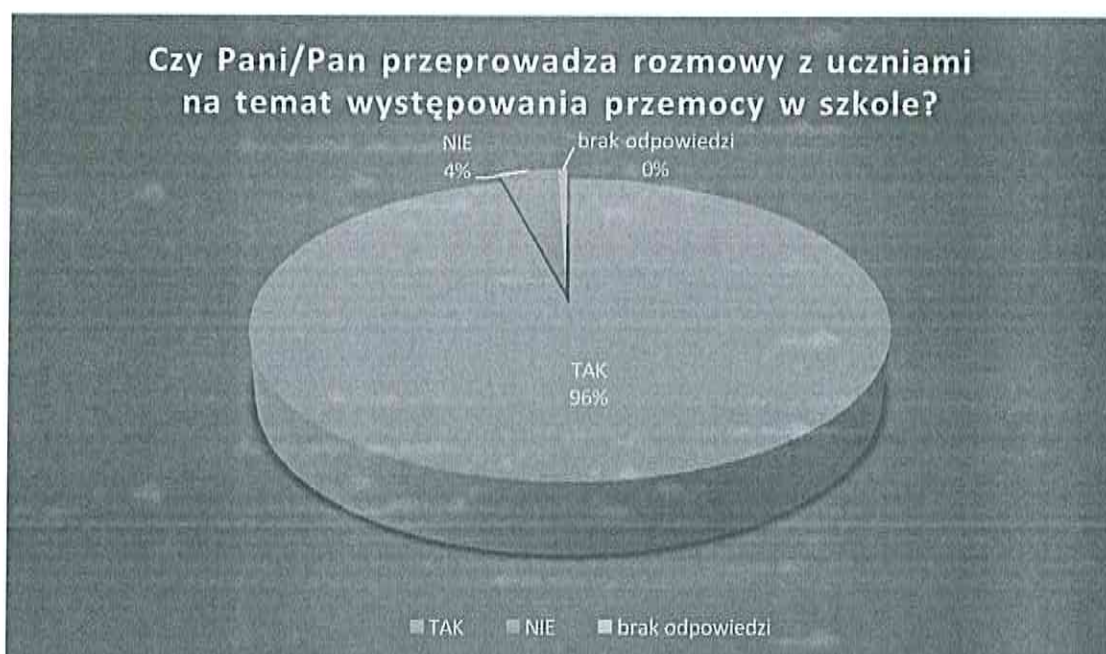 Czy Pani/Pan przeprowadza rozmowy z uczniami
na temat występowania przemocy w szkole?
NIE
4%
brak odpowiedzi
0%
TAK
96%
TAK NIE brak odpowiedzi